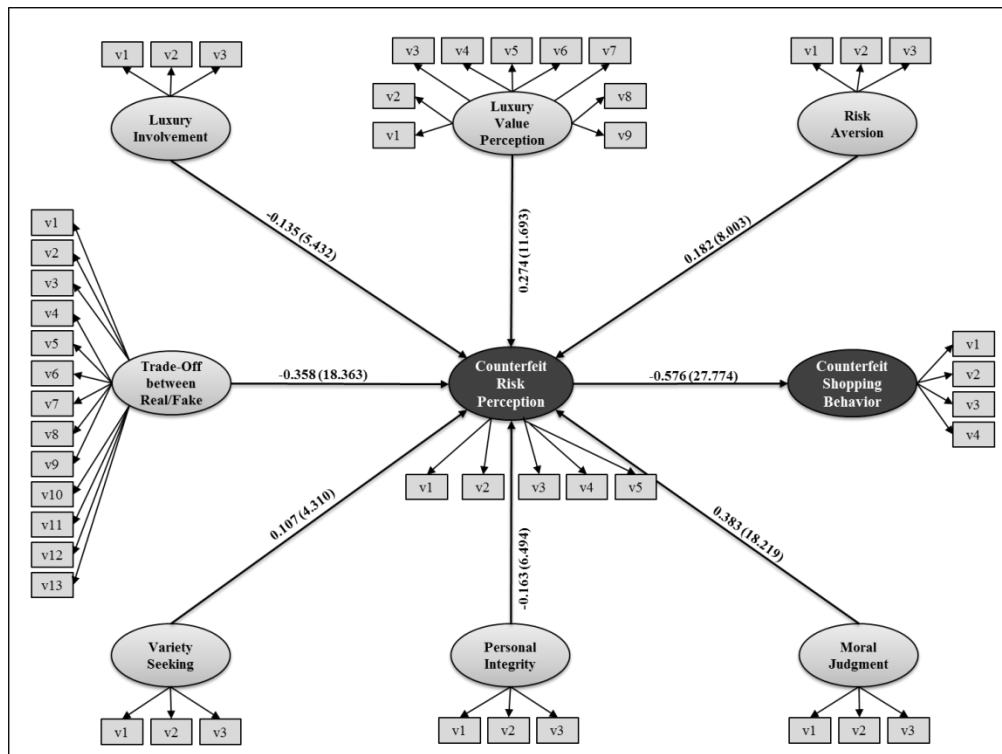 v1 v2 v3
Luxury
Involvement
v3 v4 v5 v6 v7
v2 v8
v1 v9
Luxury
Value
Perception
v1 v2 v3
Risk
Aversion
-0.135 (5.432)
0.274 (11.693)
0.182 (8.003)
v1
v2
v3
v4
v5
v6
v7
v8
v9
v10
v11
v12
v13
Trade-Off
between
Real/Fake
-0.358 (18.363)
Counterfeit
Risk
Perception
-0.576 (27.774)
Counterfeit
Shopping
Behavior
v1
v2
v3
v4
v1 v2 v3 v4 v5
0.107 (4.310)
-0.163 (6.494)
0.383 (18.219)
Variety
Seeking
v1 v2 v3
Personal
Integrity
v1 v2 v3
Moral
Judgment
v1 v2 v3